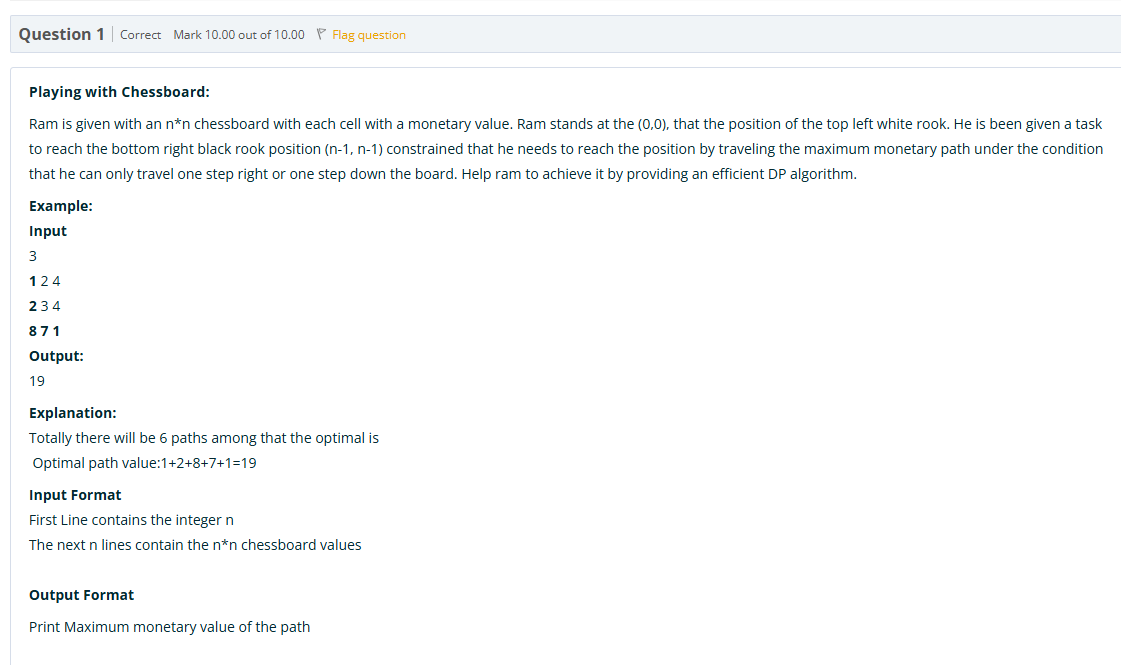 Question 1 Correct Mark 10.00 out of 10.00 Flag question
Playing with Chessboard:
Ram is given with an n*n chessboard with each cell with a monetary value. Ram stands at the (0,0), that the position of the top left white rook. He is been given a task
to reach the bottom right black rook position (n-1, n-1) constrained that he needs to reach the position by traveling the maximum monetary path under the condition
that he can only travel one step right or one step down the board. Help ram to achieve it by providing an efficient DP algorithm.
Example:
Input
3
1 2 4
2 3 4
8 7 1
Output:
19
Explanation:
Totally there will be 6 paths among that the optimal is
Optimal path value:1+2+8+7+1=19
Input Format
First Line contains the integer n
The next n lines contain the n*n chessboard values
Output Format
Print Maximum monetary value of the path